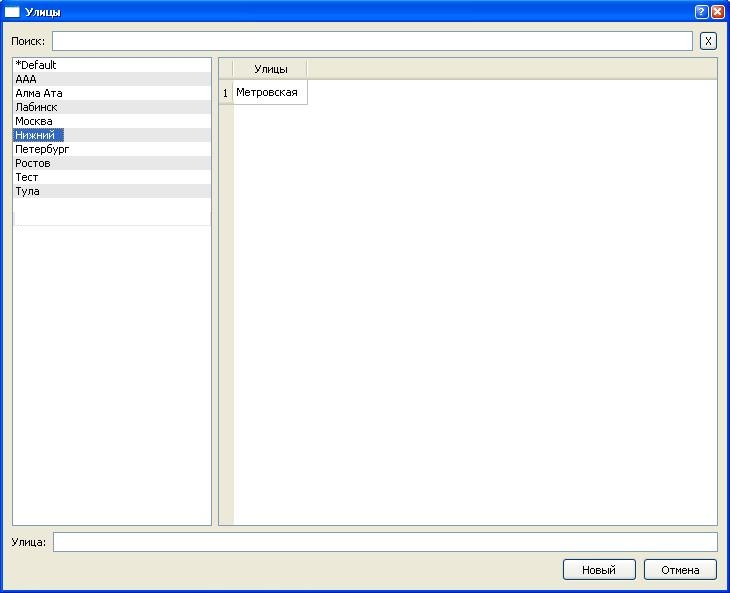 Улицы
Поиск:
X
*Default
AAA
Алма Ата
Лабинск
Москва
Нижний
Петербург
Ростов
Тест
Тула
Улицы
1 Метровская
Улица:
Новый Отмена